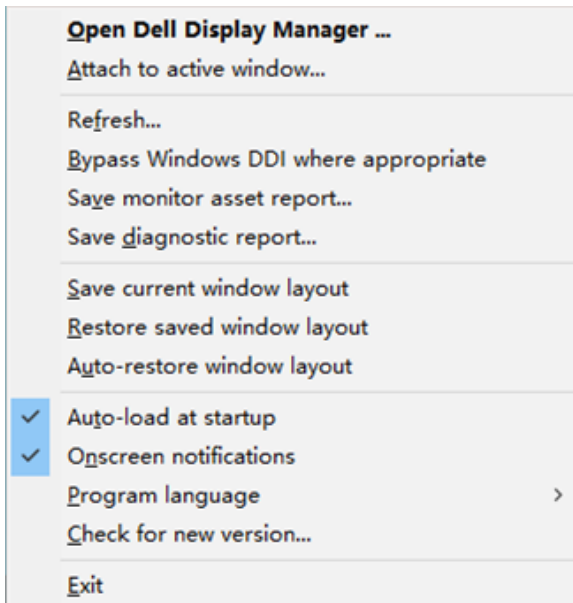 Open Dell Display Manager ...
Attach to active window...
Refresh...
Bypass Windows DDI where appropriate
Save monitor asset report...
Save diagnostic report...
Save current window layout
Restore saved window layout
Auto-restore window layout
Auto-load at startup
Onscreen notifications
Program language
Check for new version...
Exit